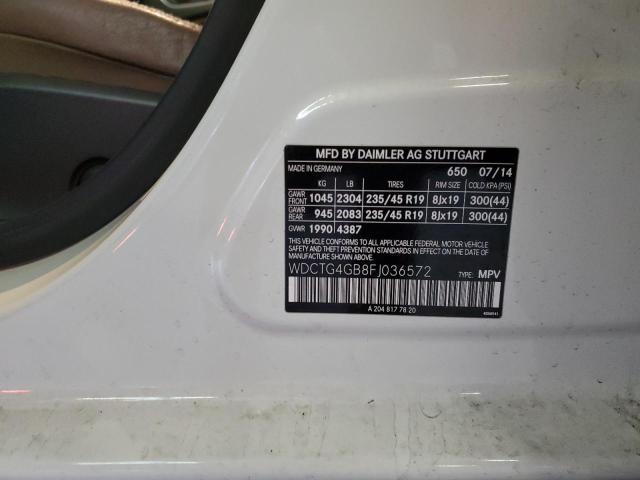 MFD BY DAIMLER AG STUTTGART
MADE IN GERMANY 650 07/14
KG LB TIRES RIM SIZE COLD KPA (PSI)
GAWR FRONT 1045 2304 235/45 R19 8Jx19 300(44)
GAWR REAR 945 2083 235/45 R19 8Jx19 300(44)
GVWR 1990 4387
THIS VEHICLE CONFORMS TO ALL APPLICABLE FEDERAL MOTOR VEHICLE
SAFETY AND THEFT PREVENTION STANDARDS IN EFFECT ON THE DATE
OF MANUFACTURE SHOWN ABOVE.
WDCTG4GB8FJ036572 TYPE: MPV
A 204 817 78 20